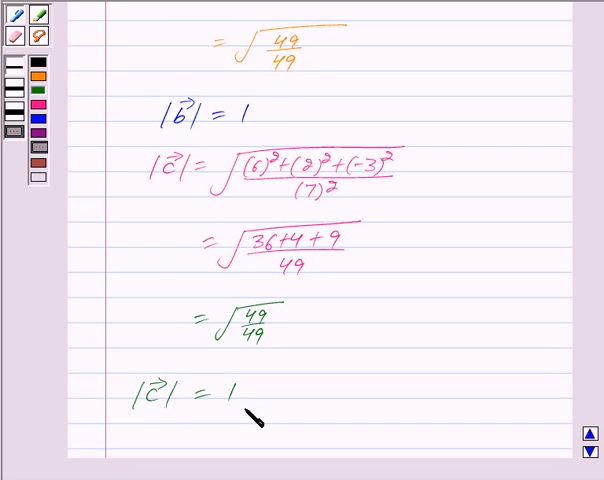 = √(49/49)
|b⃗| = 1
|c⃗| = √(((6)²+(2)²+(-3)²)/(7)²)
= √((36+4+9)/49)
= √(49/49)
|c⃗| = 1